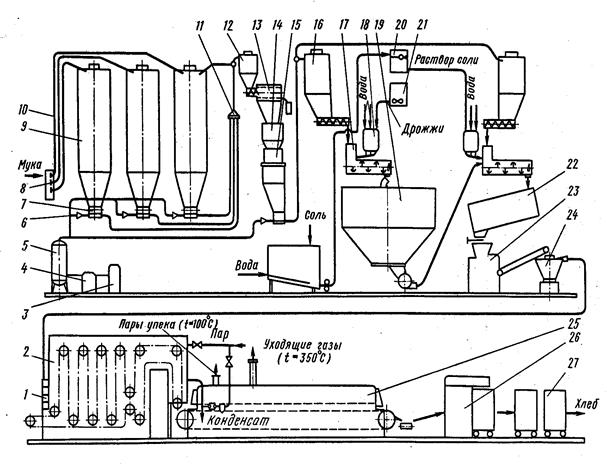 11
12
13
14
15
16
17
18
19
20
21
Раствор соли
Вода
Вода
Дрожжи
10
9
Мука
8
7
6
5
4
3
Соль
Вода
22
23
24
Пары упека (t=100°С)
Пар
Уходящие газы
(t=350°С)
25
26
27
2
1
Конденсат
Хлеб